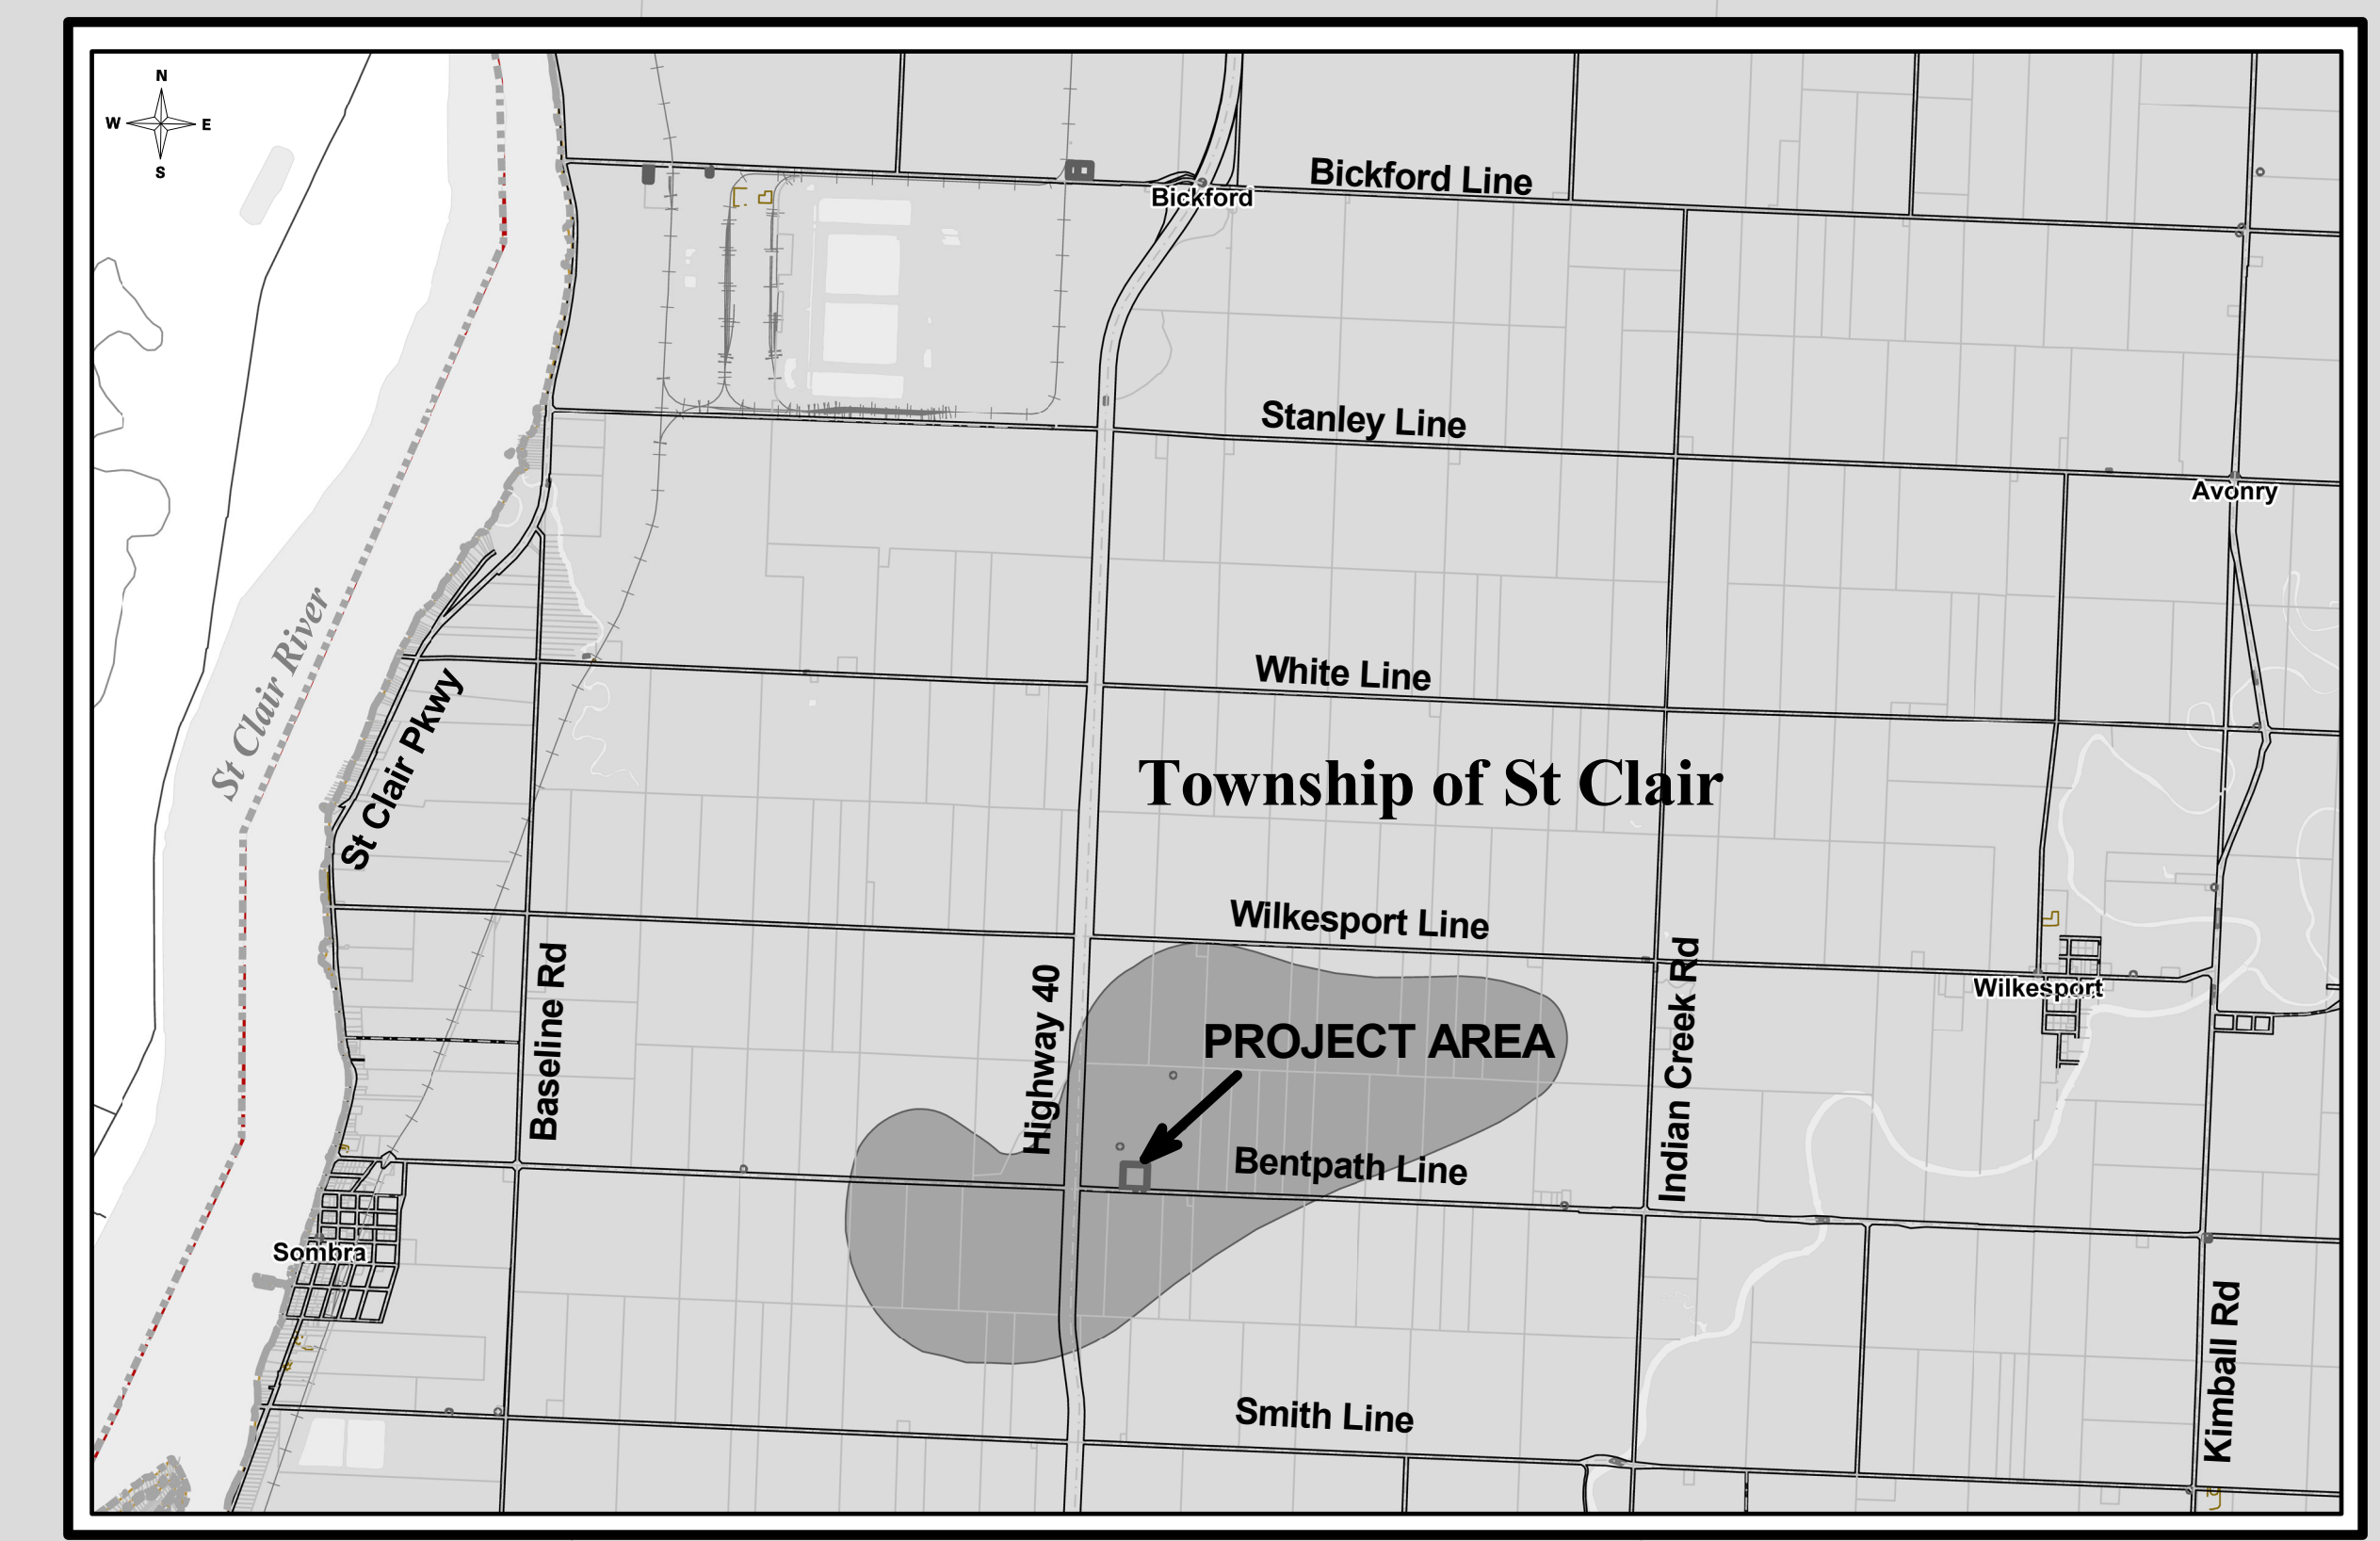 N
W E
S
Bickford Line
Bickford
Stanley Line
Avonry
St Clair River
White Line
St Clair Pkwy
Township of St Clair
Wilkesport Line
Baseline Rd
Highway 40
Indian Creek Rd
Wilkesport
PROJECT AREA
Bentpath Line
Sombra
Kimball Rd
Smith Line